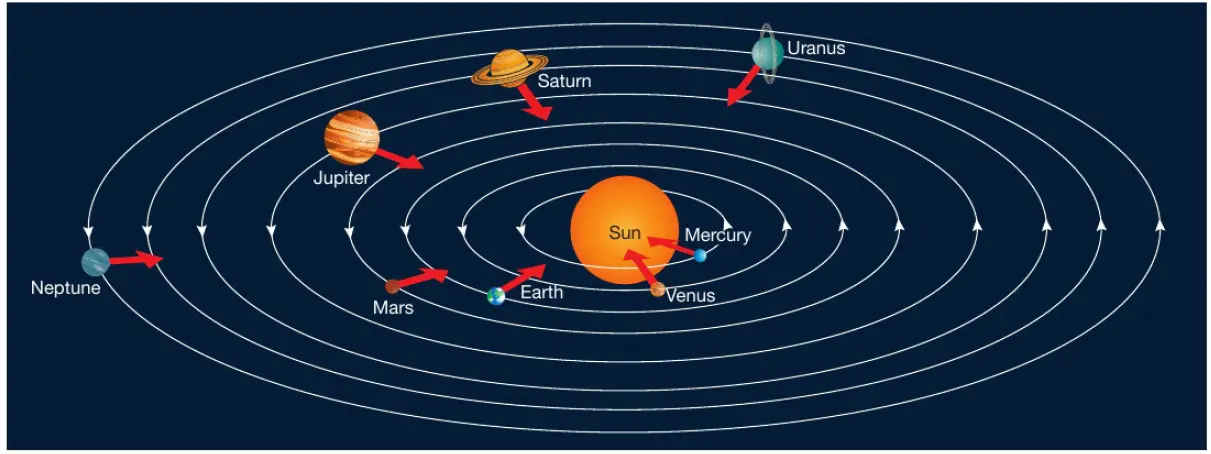 Uranus
Saturn
Jupiter
Sun
Mercury
Neptune
Mars
Earth
Venus